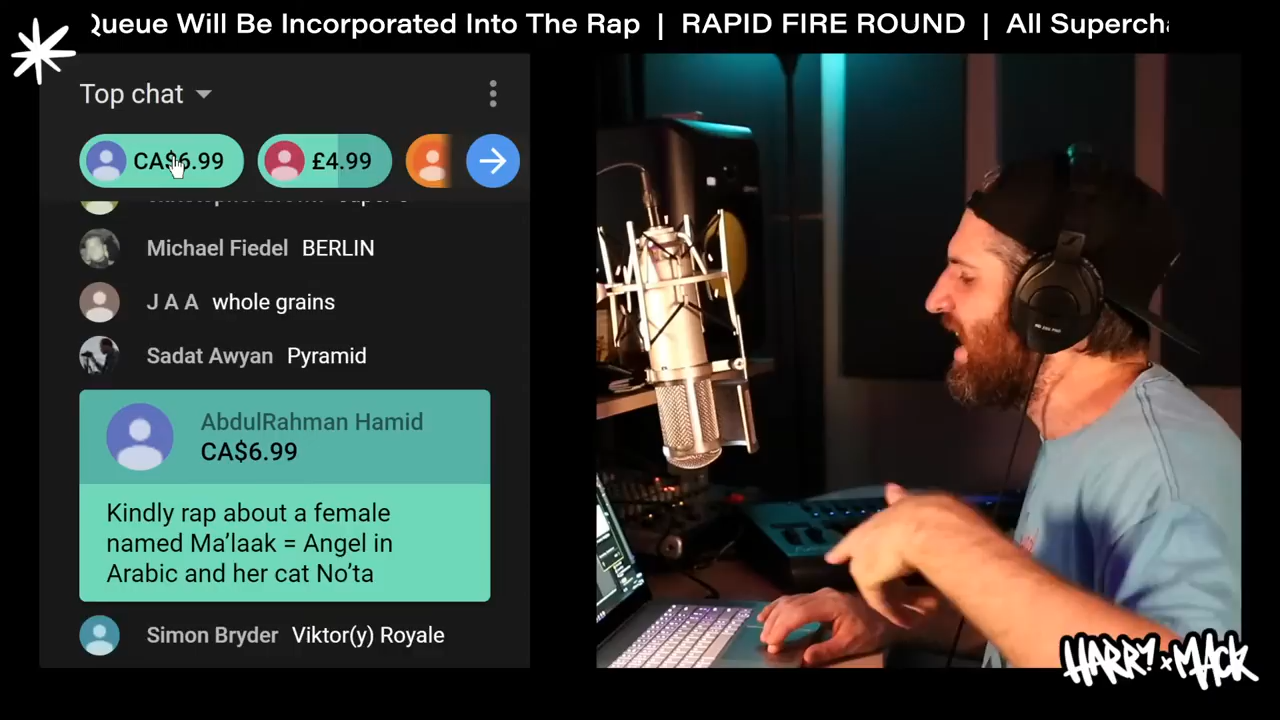 Queue Will Be Incorporated Into The Rap | RAPID FIRE ROUND | All Supercha
Top chat
CA$6.99 £4.99
Michael Fiedel BERLIN
J A A whole grains
Sadat Awyan Pyramid
AbdulRahman Hamid
CA$6.99
Kindly rap about a female
named Ma'laak = Angel in
Arabic and her cat No'ta
Simon Bryder Viktor(y) Royale
HARRY x MACK